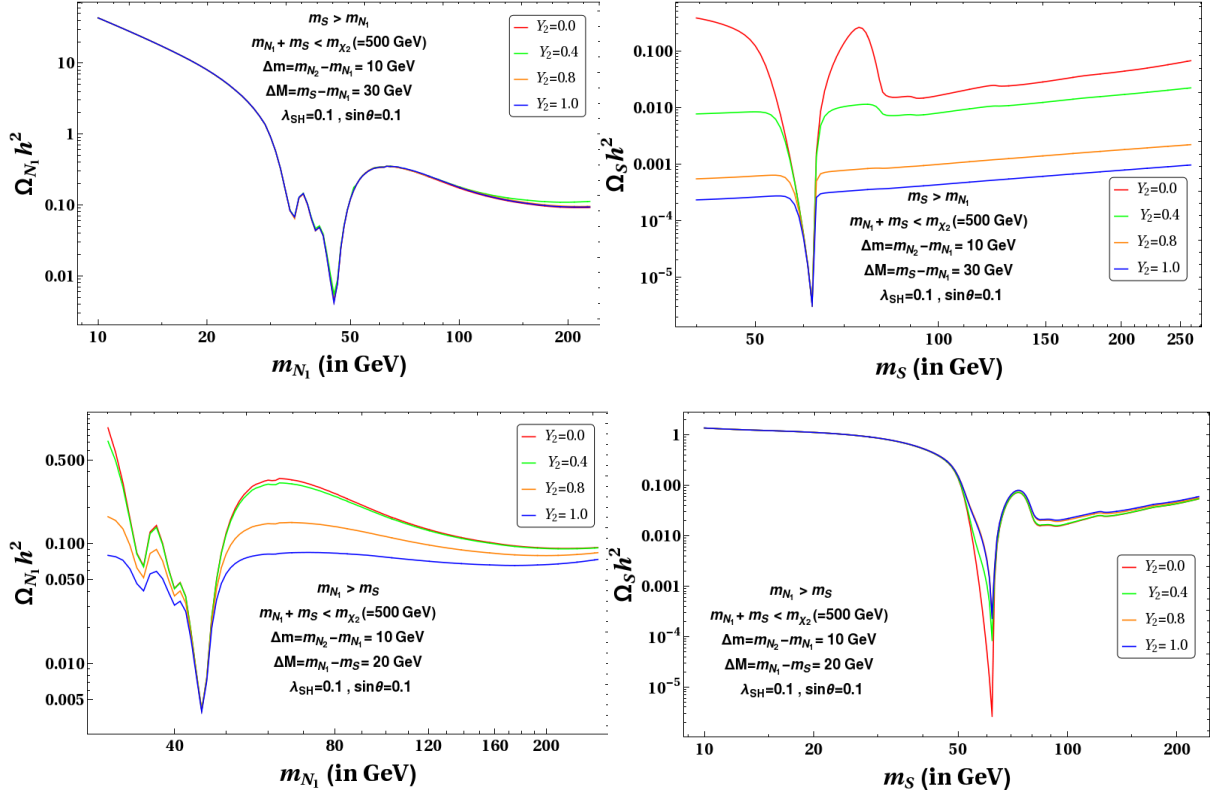 m_S > m_{N_1}
m_{N_1} + m_S < m_{χ_2}(=500 GeV)
Δm=m_{N_2}−m_{N_1}= 10 GeV
ΔM=m_S−m_{N_1}= 30 GeV
λ_{SH}=0.1 , sinθ=0.1
Y_2=0.0
Y_2=0.4
Y_2=0.8
Y_2= 1.0
10
1
0.10
0.01
Ω_{N_1} h^2
10 20 50 100 200
m_{N_1} (in GeV)
0.100
0.010
0.001
10^{-4}
10^{-5}
Ω_S h^2
m_S > m_{N_1}
m_{N_1} + m_S < m_{χ_2}(=500 GeV)
Δm=m_{N_2}−m_{N_1}= 10 GeV
ΔM=m_S−m_{N_1}= 30 GeV
λ_{SH}=0.1 , sinθ=0.1
Y_2=0.0
Y_2=0.4
Y_2=0.8
Y_2= 1.0
50 100 150 200 250
m_S (in GeV)
Y_2=0.0
Y_2=0.4
Y_2=0.8
Y_2= 1.0
0.500
0.100
0.050
0.010
0.005
Ω_{N_1} h^2
m_{N_1} > m_S
m_{N_1} + m_S < m_{χ_2}(=500 GeV)
Δm=m_{N_2}−m_{N_1}= 10 GeV
ΔM=m_{N_1}−m_S= 20 GeV
λ_{SH}=0.1 , sinθ=0.1
40 80 120 160 200
m_{N_1} (in GeV)
1
0.100
0.010
0.001
10^{-4}
10^{-5}
Ω_S h^2
m_{N_1} > m_S
m_{N_1} + m_S < m_{χ_2}(=500 GeV)
Δm=m_{N_2}−m_{N_1}= 10 GeV
ΔM=m_{N_1}−m_S= 20 GeV
λ_{SH}=0.1 , sinθ=0.1
Y_2=0.0
Y_2=0.4
Y_2=0.8
Y_2= 1.0
10 20 50 100 200
m_S (in GeV)